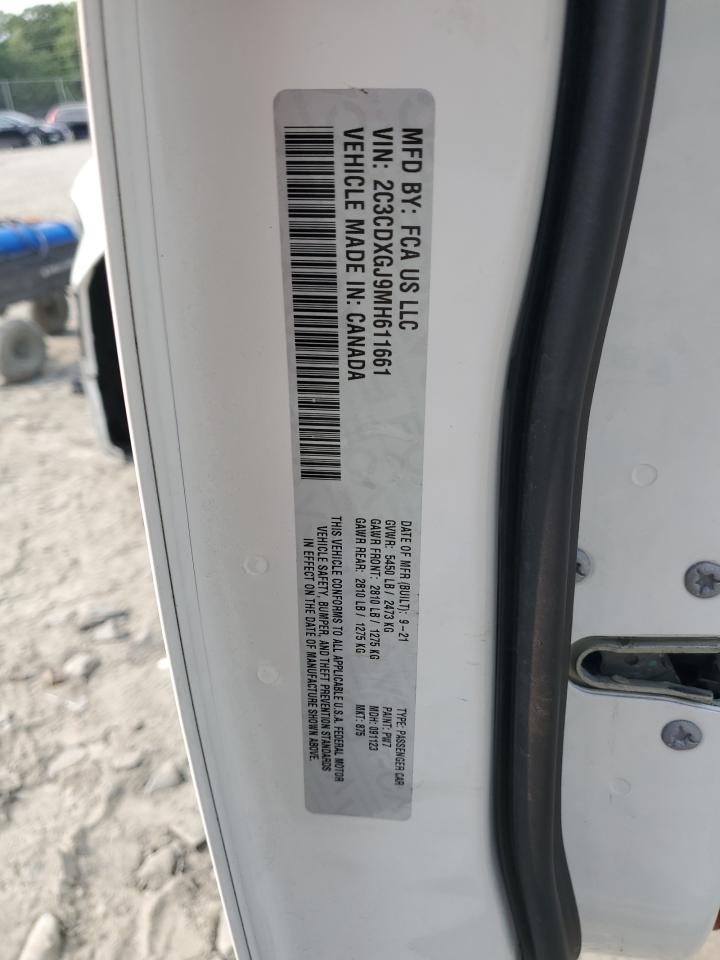 MFD BY: FCA US LLC
VIN: 2C3CDXGJ9MH611661
VEHICLE MADE IN: CANADA
DATE OF MFR (BUILT): 9-21
GVWR: 5450 LB / 2473 KG
GAWR FRONT: 2810 LB / 1275 KG
GAWR REAR: 2810 LB / 1275 KG
THIS VEHICLE CONFORMS TO ALL APPLICABLE U.S.A. FEDERAL MOTOR
VEHICLE SAFETY, BUMPER, AND THEFT PREVENTION STANDARDS
IN EFFECT ON THE DATE OF MANUFACTURE SHOWN ABOVE.
TYPE: PASSENGER CAR
PAINT: PW7
MDH: 091123
MKT: 875